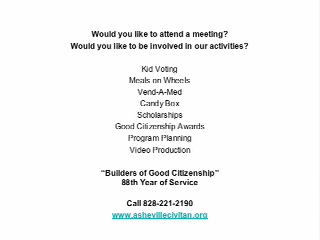 Would you like to attend a meeting?
Would you like to be involved in our activities?
Kid Voting
Meals on Wheels
Vend-A-Med
Candy Box
Scholarships
Good Citizenship Awards
Program Planning
Video Production
“Builders of Good Citizenship”
88th Year of Service
Call 828-221-2190
www.ashevillecivitan.org